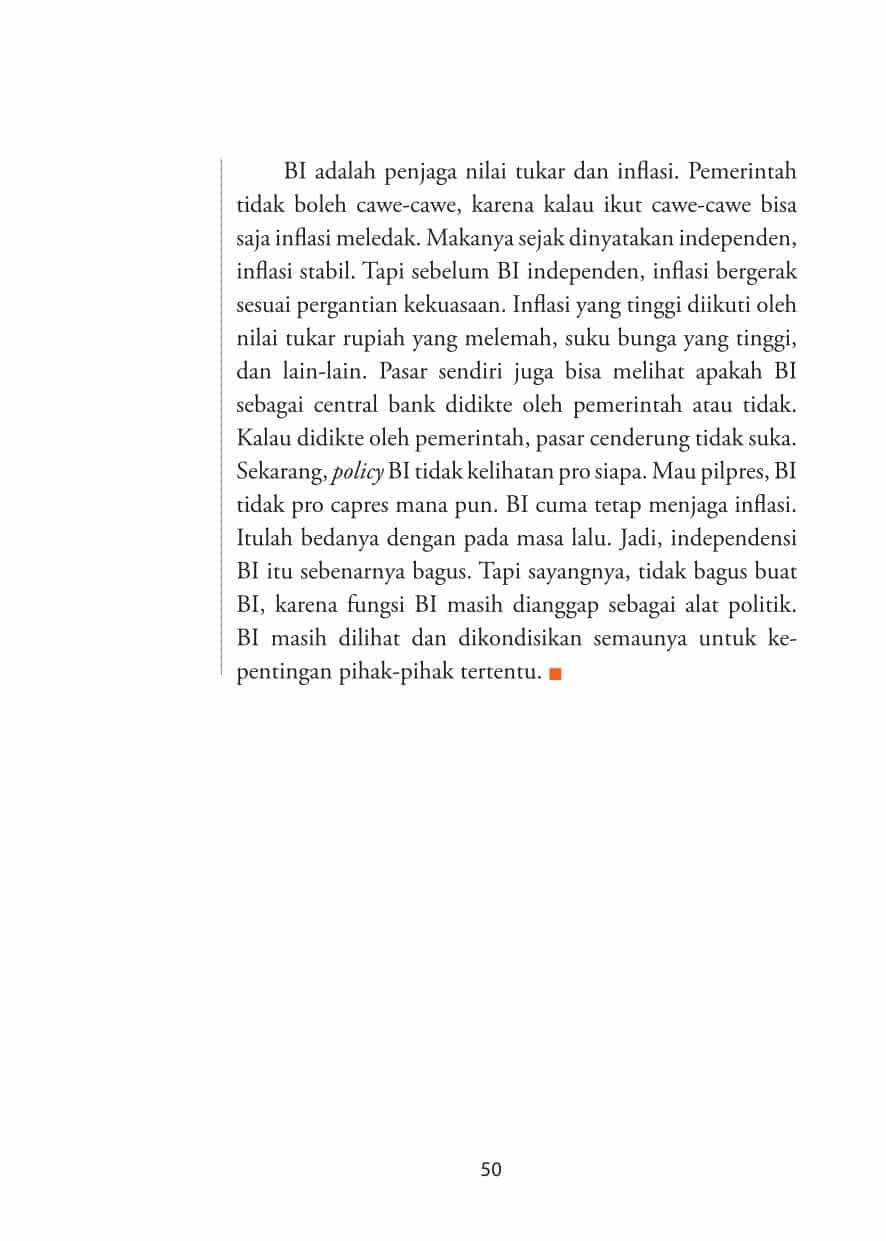 BI adalah penjaga nilai tukar dan inflasi. Pemerintah
tidak boleh cawe-cawe, karena kalau ikut cawe-cawe bisa
saja inflasi meledak. Makanya sejak dinyatakan independen,
inflasi stabil. Tapi sebelum BI independen, inflasi bergerak
sesuai pergantian kekuasaan. Inflasi yang tinggi diikuti oleh
nilai tukar rupiah yang melemah, suku bunga yang tinggi,
dan lain-lain. Pasar sendiri juga bisa melihat apakah BI
sebagai central bank didikte oleh pemerintah atau tidak.
Kalau didikte oleh pemerintah, pasar cenderung tidak suka.
Sekarang, policy BI tidak kelihatan pro siapa. Mau pilpres, BI
tidak pro capres mana pun. BI cuma tetap menjaga inflasi.
Itulah bedanya dengan pada masa lalu. Jadi, independensi
BI itu sebenarnya bagus. Tapi sayangnya, tidak bagus buat
BI, karena fungsi BI masih dianggap sebagai alat politik.
BI masih dilihat dan dikondisikan semaunya untuk ke-
pentingan pihak-pihak tertentu.
50